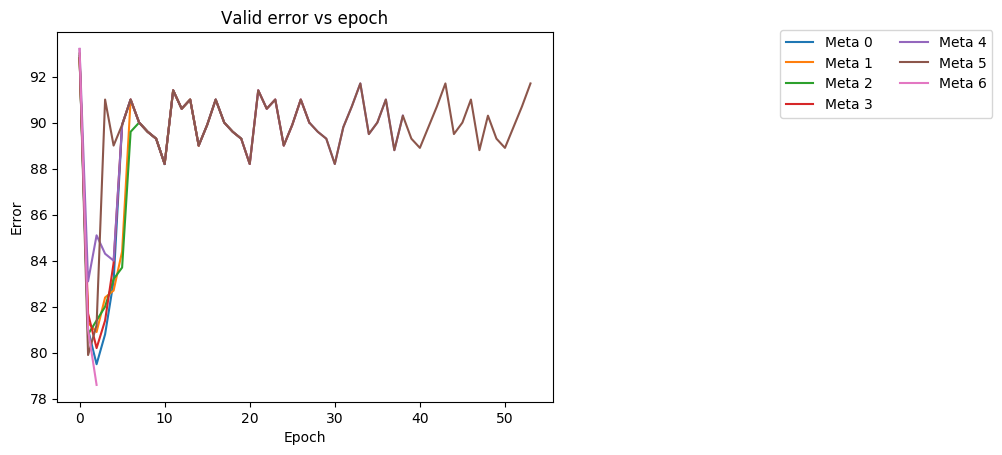 Valid error vs epoch
Error
92
90
88
86
84
82
80
78
0 10 20 30 40 50
Epoch
Meta 0 Meta 4
Meta 1 Meta 5
Meta 2 Meta 6
Meta 3